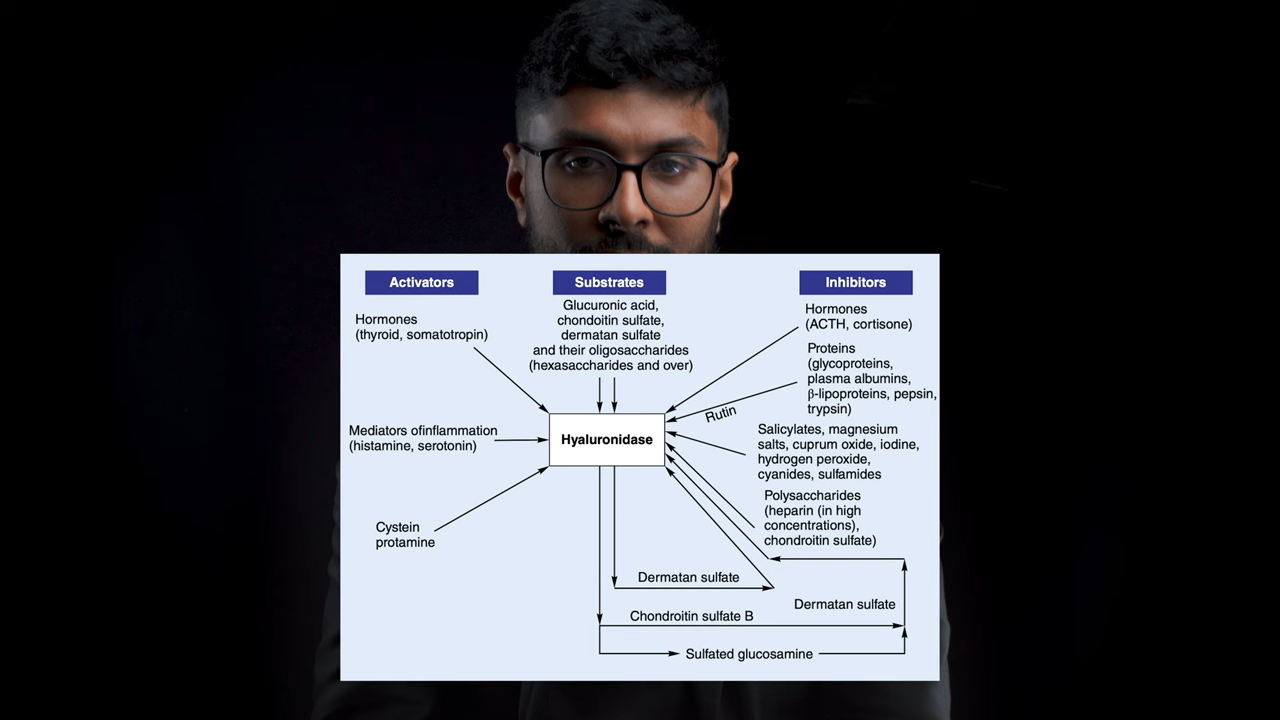 Activators
Substrates
Inhibitors
Hormones
(thyroid, somatotropin)
Glucuronic acid,
chondoitin sulfate,
dermatan sulfate
and their oligosaccharides
(hexasaccharides and over)
Hormones
(ACTH, cortisone)
Proteins
(glycoproteins,
plasma albumins,
β-lipoproteins, pepsin,
trypsin)
Rutin
Mediators ofinflammation
(histamine, serotonin)
Hyaluronidase
Salicylates, magnesium
salts, cuprum oxide, iodine,
hydrogen peroxide,
cyanides, sulfamides
Polysaccharides
(heparin (in high
concentrations),
chondroitin sulfate)
Cystein
protamine
Dermatan sulfate
Dermatan sulfate
Chondroitin sulfate B
Sulfated glucosamine